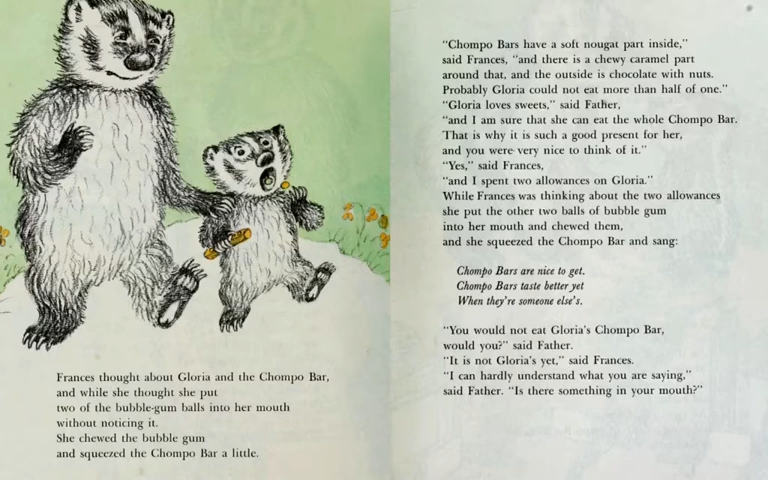 Frances thought about Gloria and the Chompo Bar,
and while she thought she put
two of the bubble-gum balls into her mouth
without noticing it.
She chewed the bubble gum
and squeezed the Chompo Bar a little.
"Chompo Bars have a soft nougat part inside,"
said Frances, "and there is a chewy caramel part
around that, and the outside is chocolate with nuts.
Probably Gloria could not eat more than half of one."
"Gloria loves sweets," said Father,
"and I am sure that she can eat the whole Chompo Bar.
That is why it is such a good present for her,
and you were very nice to think of it."
"Yes," said Frances,
"and I spent two allowances on Gloria."
While Frances was thinking about the two allowances
she put the other two balls of bubble gum
into her mouth and chewed them,
and she squeezed the Chompo Bar and sang:
Chompo Bars are nice to get.
Chompo Bars taste better yet
When they're someone else's.
"You would not eat Gloria's Chompo Bar,
would you?" said Father.
"It is not Gloria's yet," said Frances.
"I can hardly understand what you are saying,"
said Father. "Is there something in your mouth?"